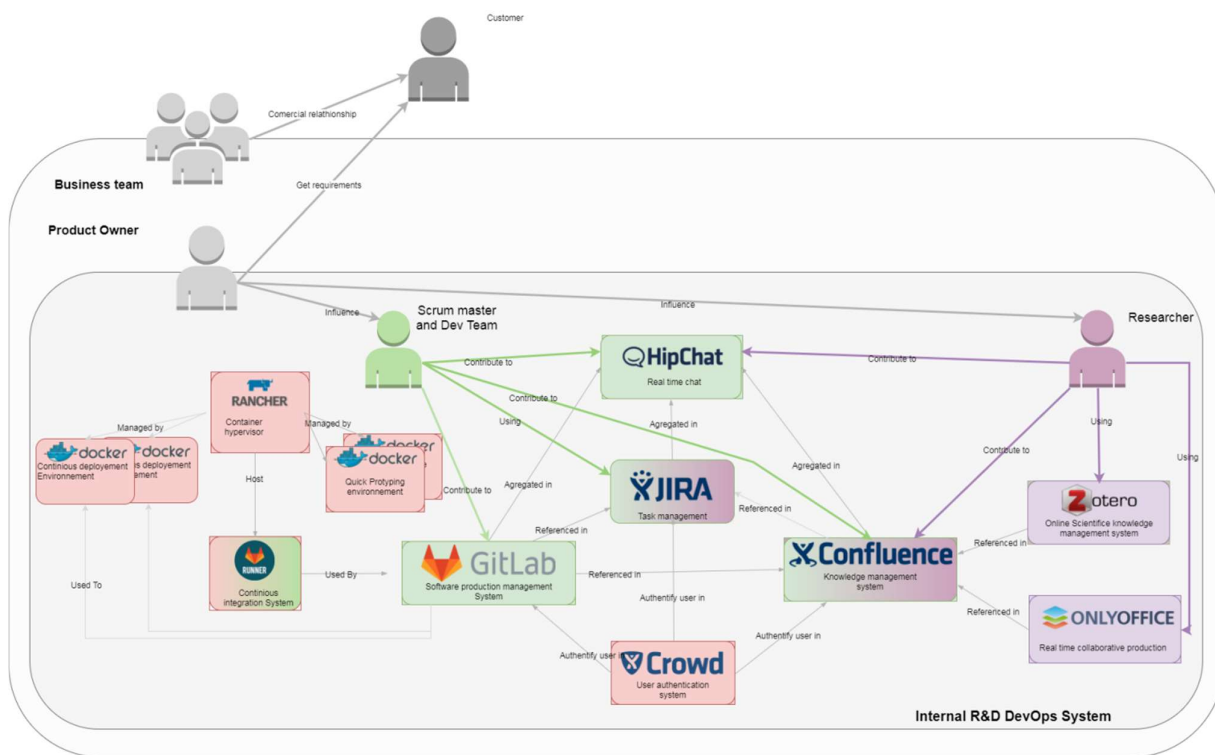 Customer
Comercial relathionship
Business team
Get requirements
Product Owner
Influence
Influence
Scrum master
and Dev Team
Researcher
HipChat
Real time chat
Contribute to
Contribute to
Contribute to
Using
Agregated in
RANCHER
Container
hypervisor
Managed by
Managed by
docker
Continious deployement
Environnement
docker
docker
Quick Protyping
environnement
Host
Contribute to
Agregated in
Agregated in
Contribute to
Using
Using
JIRA
Task management
Referenced in
Referenced in
Zotero
Online Scientifice knowledge
management system
Referenced in
RUNNER
Continious
integration System
Used By
Used To
GitLab
Software production management
System
Referenced in
Confluence
Knowledge management
system
Authentify user in
Authentify user in
Authentify user in
Referenced in
ONLYOFFICE
Real time collaborative production
Crowd
User authentication
system
Internal R&D DevOps System